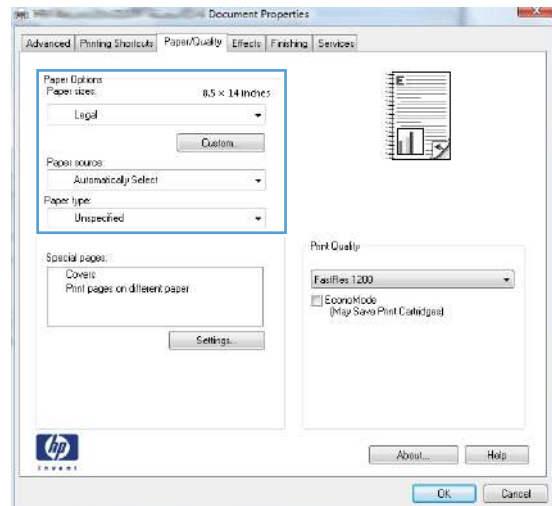 Document Properties
Advanced Printing Shortcuts Paper/Quality Effects Finishing Services
Paper Options
Paper sizes: 8.5 × 14 inches
Legal
Custom...
Paper source:
Automatically Select
Paper type:
Unspecified
Special pages:
Covers
Print pages on different paper
Settings...
E
Print Quality
FastRes 1200
EconoMode
(May Save Print Cartridges)
hp
invent
About... Help
OK Cancel